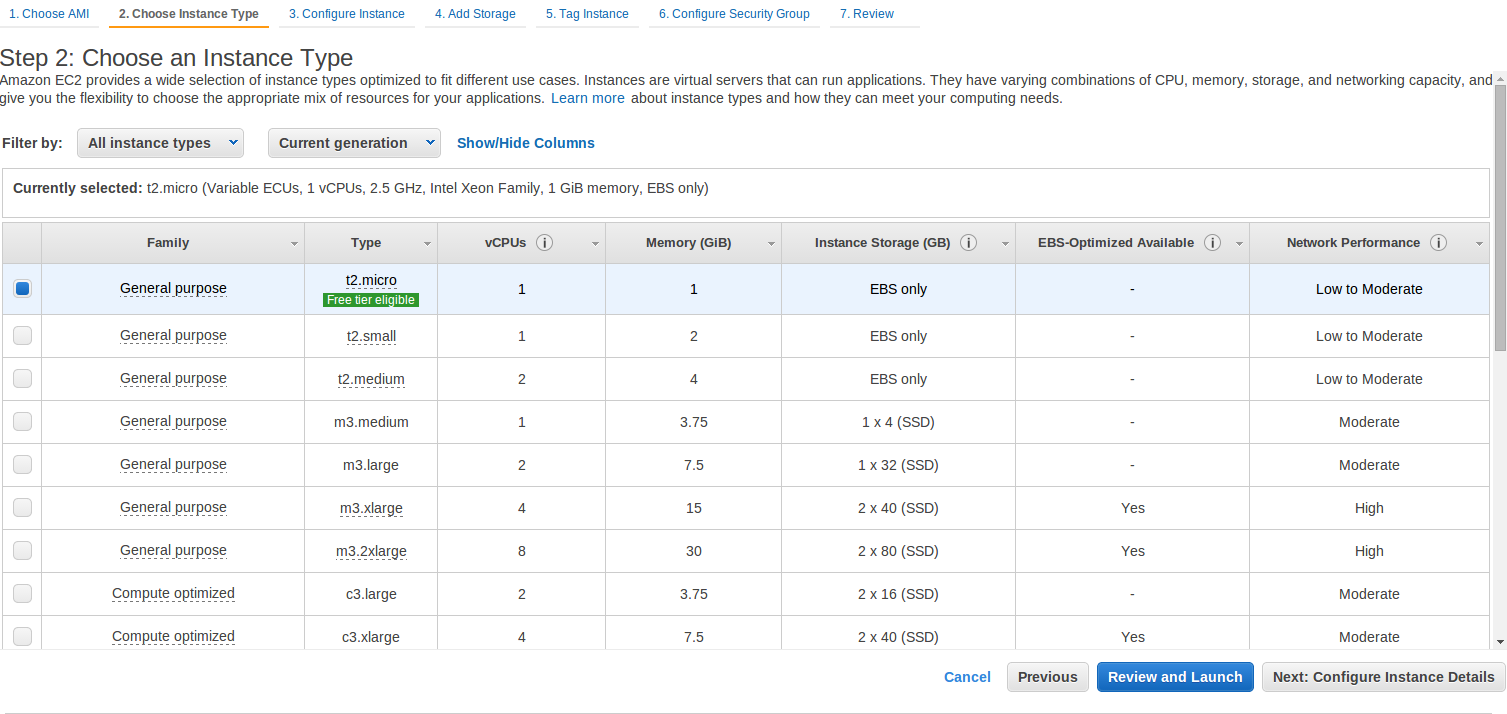 1. Choose AMI 2. Choose Instance Type 3. Configure Instance 4. Add Storage 5. Tag Instance 6. Configure Security Group 7. Review
Step 2: Choose an Instance Type
Amazon EC2 provides a wide selection of instance types optimized to fit different use cases. Instances are virtual servers that can run applications. They have varying combinations of CPU, memory, storage, and networking capacity, and
give you the flexibility to choose the appropriate mix of resources for your applications. Learn more about instance types and how they can meet your computing needs.
Filter by: All instance types Current generation Show/Hide Columns
Currently selected: t2.micro (Variable ECUs, 1 vCPUs, 2.5 GHz, Intel Xeon Family, 1 GiB memory, EBS only)
Family Type vCPUs i Memory (GiB) Instance Storage (GB) i EBS-Optimized Available i Network Performance i
General purpose t2.micro 1 1 EBS only - Low to Moderate
Free tier eligible
General purpose t2.small 1 2 EBS only - Low to Moderate
General purpose t2.medium 2 4 EBS only - Low to Moderate
General purpose m3.medium 1 3.75 1 x 4 (SSD) - Moderate
General purpose m3.large 2 7.5 1 x 32 (SSD) - Moderate
General purpose m3.xlarge 4 15 2 x 40 (SSD) Yes High
General purpose m3.2xlarge 8 30 2 x 80 (SSD) Yes High
Compute optimized c3.large 2 3.75 2 x 16 (SSD) - Moderate
Compute optimized c3.xlarge 4 7.5 2 x 40 (SSD) Yes Moderate
Cancel Previous Review and Launch Next: Configure Instance Details